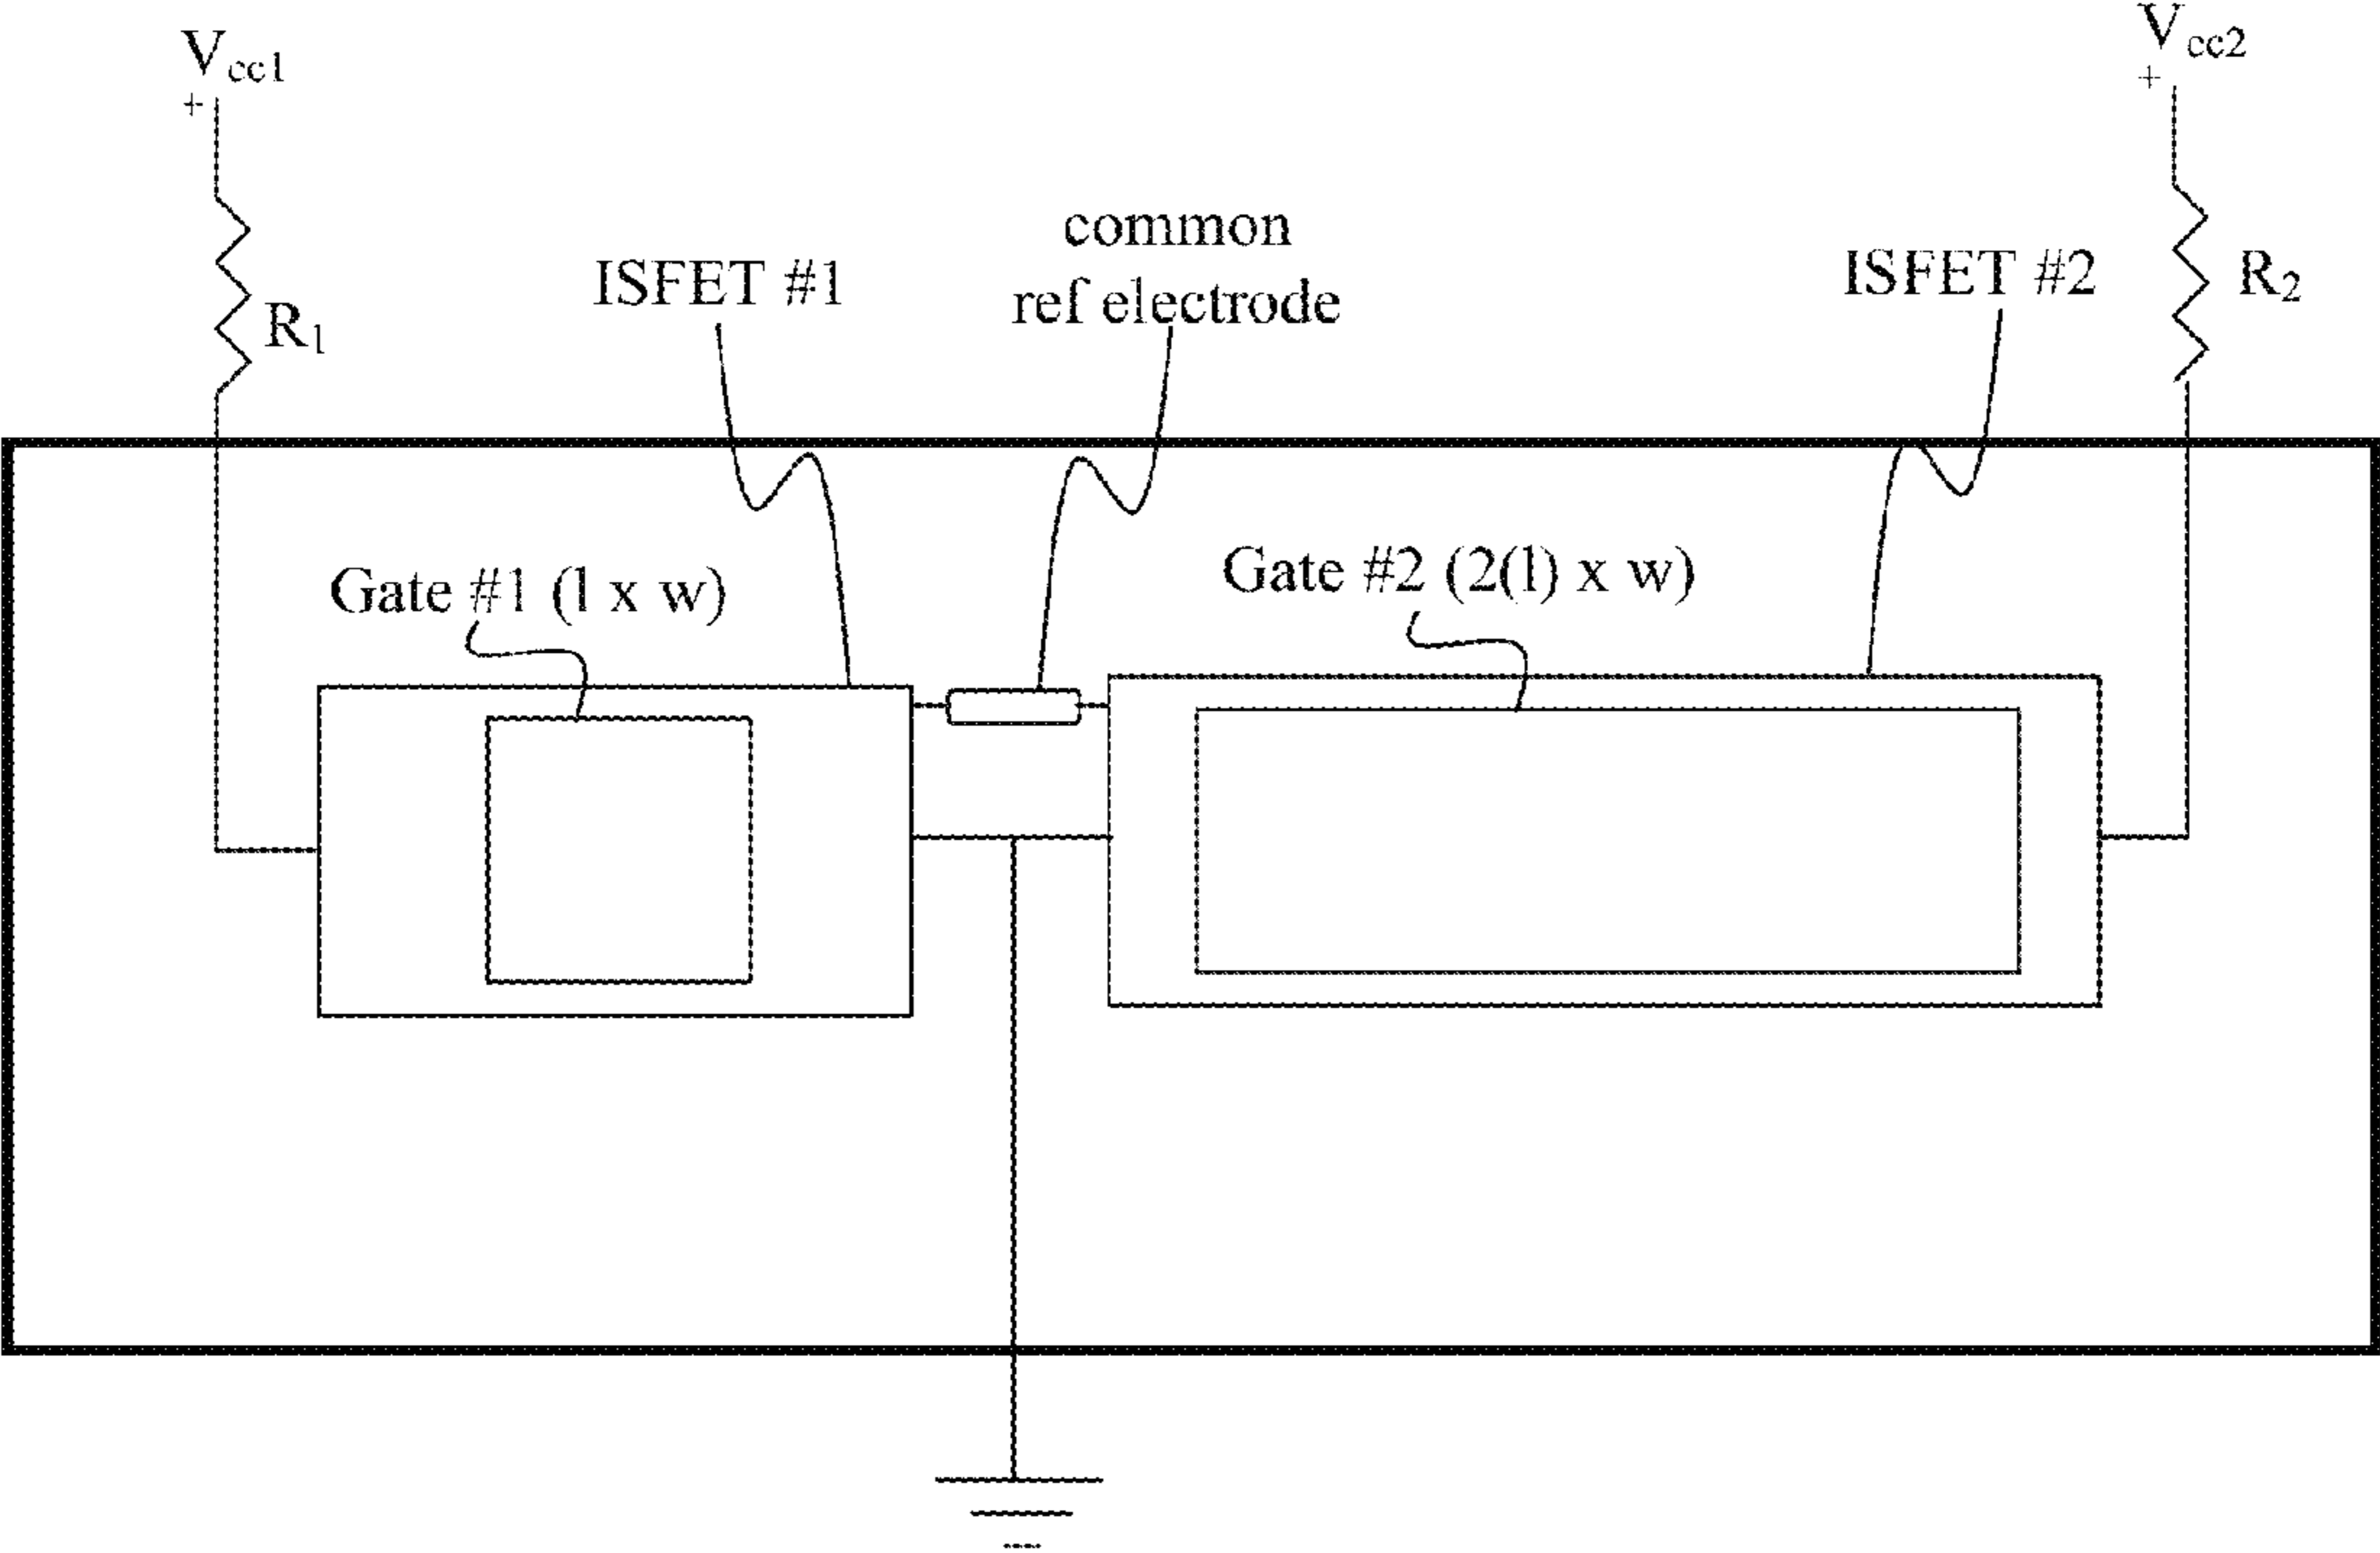 Vcc1
+
Vcc2
+
R1
ISFET #1
common
ref electrode
ISFET #2
R2
Gate #1 (l x w)
Gate #2 (2(l) x w)